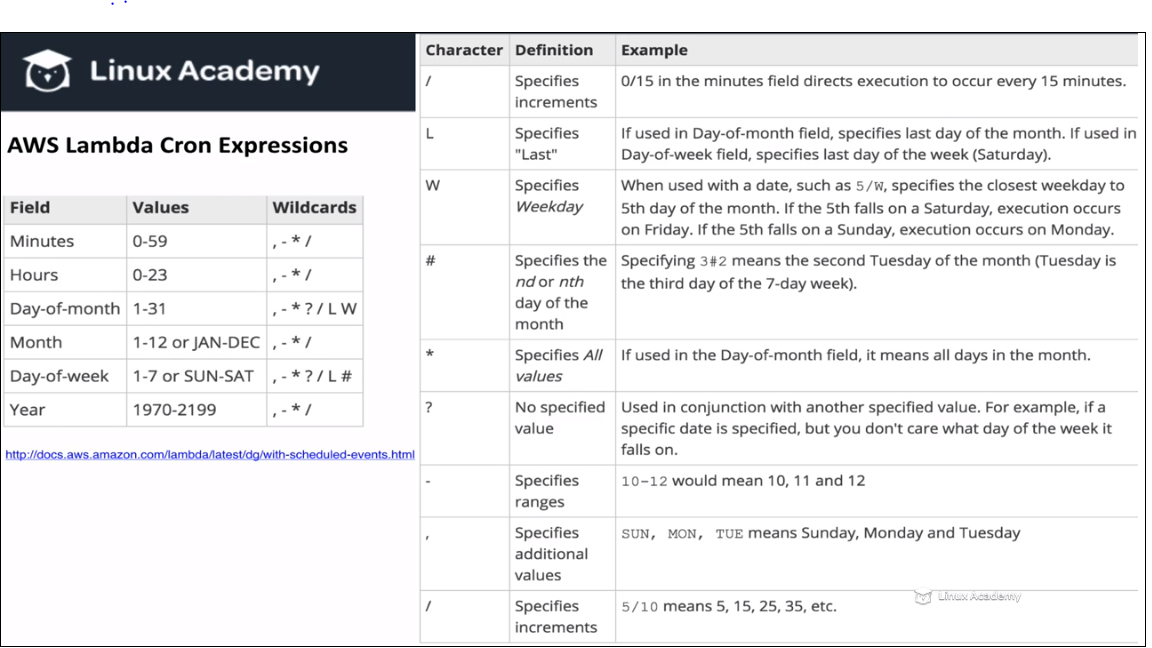 Linux Academy
AWS Lambda Cron Expressions
Field Values Wildcards
Minutes 0-59 , - * /
Hours 0-23 , - * /
Day-of-month 1-31 , - * ? / L W
Month 1-12 or JAN-DEC , - * /
Day-of-week 1-7 or SUN-SAT , - * ? / L #
Year 1970-2199 , - * /
http://docs.aws.amazon.com/lambda/latest/dg/with-scheduled-events.html
Character Definition Example
/ Specifies 0/15 in the minutes field directs execution to occur every 15 minutes.
increments
L Specifies If used in Day-of-month field, specifies last day of the month. If used in
"Last" Day-of-week field, specifies last day of the week (Saturday).
W Specifies When used with a date, such as 5/W, specifies the closest weekday to
Weekday 5th day of the month. If the 5th falls on a Saturday, execution occurs
on Friday. If the 5th falls on a Sunday, execution occurs on Monday.
# Specifies the Specifying 3#2 means the second Tuesday of the month (Tuesday is
nd or nth the third day of the 7-day week).
day of the
month
* Specifies All If used in the Day-of-month field, it means all days in the month.
values
? No specified Used in conjunction with another specified value. For example, if a
value specific date is specified, but you don't care what day of the week it
falls on.
- Specifies 10-12 would mean 10, 11 and 12
ranges
, Specifies SUN, MON, TUE means Sunday, Monday and Tuesday
additional
values
/ Specifies 5/10 means 5, 15, 25, 35, etc.
increments
Linux Academy